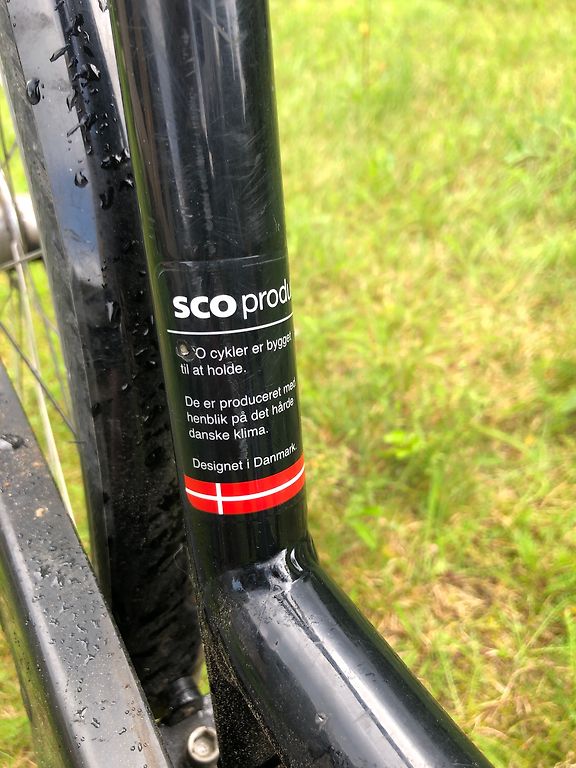 sco produ
O cykler er bygget
til at holde.
De er produceret med
henblik på det hårde
danske klima.
Designet i Danmark.